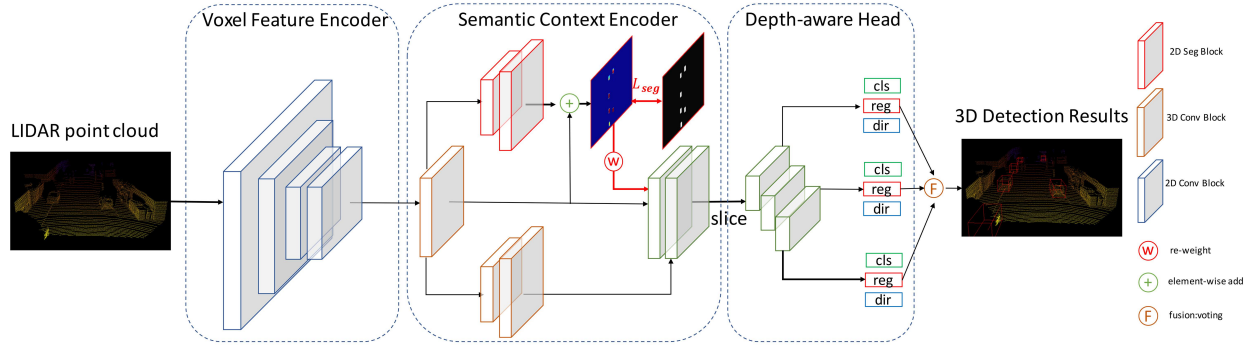 Voxel Feature Encoder
Semantic Context Encoder
Depth-aware Head
LIDAR point cloud
L seg
W
+
slice
cls
reg
dir
cls
reg
dir
cls
reg
dir
F
3D Detection Results
2D Seg Block
3D Conv Block
2D Conv Block
W re-weight
+ element-wise add
F fusion:voting